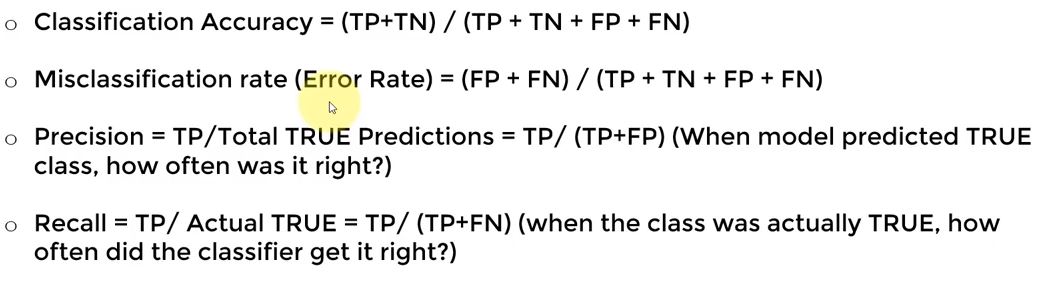 o Classification Accuracy = (TP+TN) / (TP + TN + FP + FN)
o Misclassification rate (Error Rate) = (FP + FN) / (TP + TN + FP + FN)
o Precision = TP/Total TRUE Predictions = TP/ (TP+FP) (When model predicted TRUE
class, how often was it right?)
o Recall = TP/ Actual TRUE = TP/ (TP+FN) (when the class was actually TRUE, how
often did the classifier get it right?)